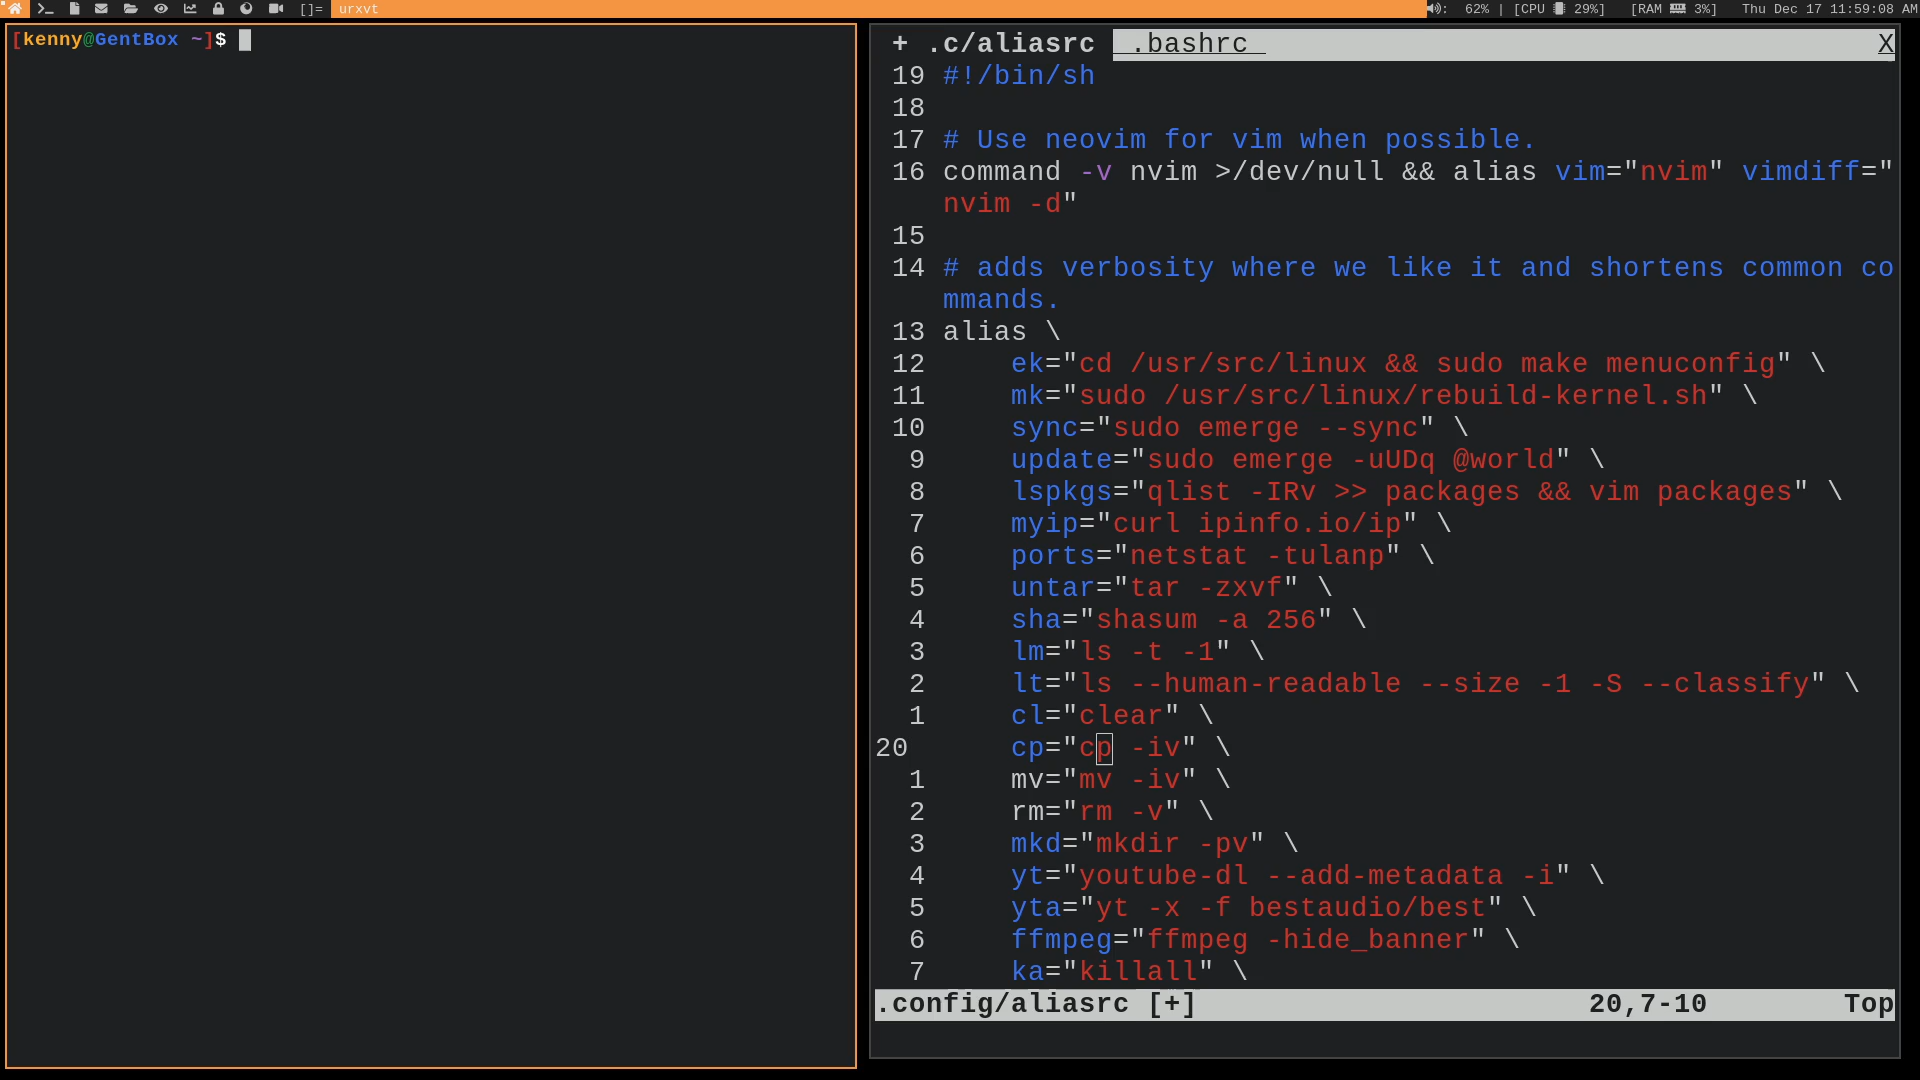 []= urxvt : 62% | [CPU 29%] [RAM 3%] Thu Dec 17 11:59:08 AM
[kenny@GentBox ~]$
+ .c/aliasrc .bashrc X
19 #!/bin/sh
18
17 # Use neovim for vim when possible.
16 command -v nvim >/dev/null && alias vim="nvim" vimdiff="
nvim -d"
15
14 # adds verbosity where we like it and shortens common co
mmands.
13 alias \
12 ek="cd /usr/src/linux && sudo make menuconfig" \
11 mk="sudo /usr/src/linux/rebuild-kernel.sh" \
10 sync="sudo emerge --sync" \
9 update="sudo emerge -uUDq @world" \
8 lspkgs="qlist -IRv >> packages && vim packages" \
7 myip="curl ipinfo.io/ip" \
6 ports="netstat -tulanp" \
5 untar="tar -zxvf" \
4 sha="shasum -a 256" \
3 lm="ls -t -1" \
2 lt="ls --human-readable --size -1 -S --classify" \
1 cl="clear" \
20 cp="cp -iv" \
1 mv="mv -iv" \
2 rm="rm -v" \
3 mkd="mkdir -pv" \
4 yt="youtube-dl --add-metadata -i" \
5 yta="yt -x -f bestaudio/best" \
6 ffmpeg="ffmpeg -hide_banner" \
7 ka="killall" \
.config/aliasrc [+] 20,7-10 Top